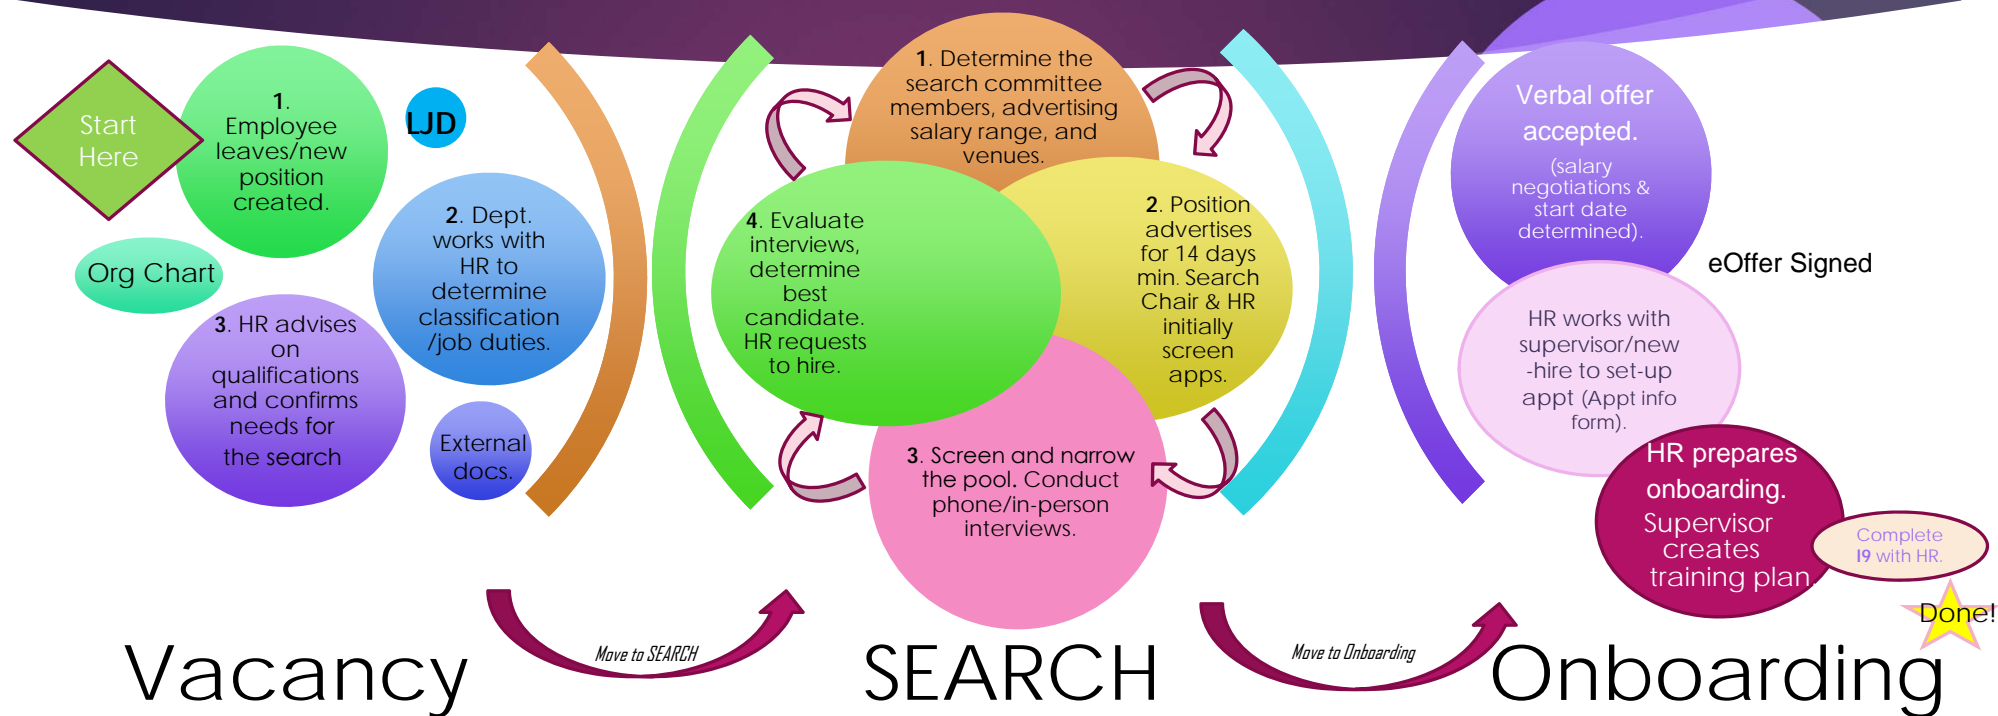 Start
Here
1.
Employee
leaves/new
position
created.
LJD
2. Dept.
works with
HR to
determine
classification
/job duties.
Org Chart
3. HR advises
on
qualifications
and confirms
needs for
the search
External
docs.
Vacancy
Move to SEARCH
1. Determine the
search committee
members, advertising
salary range, and
venues.
2. Position
advertises
for 14 days
min. Search
Chair & HR
initially
screen
apps.
3. Screen and narrow
the pool. Conduct
phone/in-person
interviews.
4. Evaluate
interviews,
determine
best
candidate.
HR requests
to hire.
SEARCH
Move to Onboarding
Verbal offer
accepted.
(salary
negotiations &
start date
determined).
eOffer Signed
HR works with
supervisor/new
-hire to set-up
appt (Appt info
form).
HR prepares
onboarding.
Supervisor
creates
training plan.
Complete
I9 with HR.
Done!
Onboarding